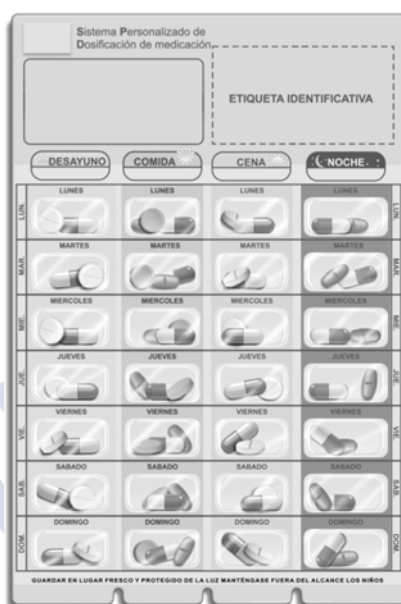 Sistema Personalizado de
Dosificación de medicación
ETIQUETA IDENTIFICATIVA
DESAYUNO COMIDA CENA NOCHE
LUNES LUNES LUNES LUNES
LUN. LUN.
MARTES MARTES MARTES MARTES
MAR. MAR.
MIERCOLES MIERCOLES MIERCOLES MIERCOLES
MIE. MIE.
JUEVES JUEVES JUEVES JUEVES
JUE. JUE.
VIERNES VIERNES VIERNES VIERNES
VIE. VIE.
SABADO SABADO SABADO SABADO
SAB. SAB.
DOMINGO DOMINGO DOMINGO DOMINGO
DOM. DOM.
GUARDAR EN LUGAR FRESCO Y PROTEGIDO DE LA LUZ MANTÉNGASE FUERA DEL ALCANCE LOS NIÑOS